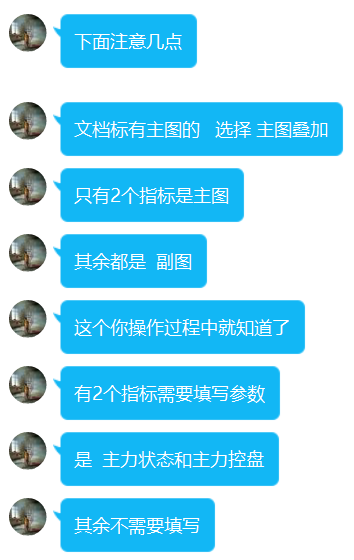 下面注意几点
文档标有主图的   选择 主图叠加
只有2个指标是主图
其余都是  副图
这个你操作过程中就知道了
有2个指标需要填写参数
是  主力状态和主力控盘
其余不需要填写